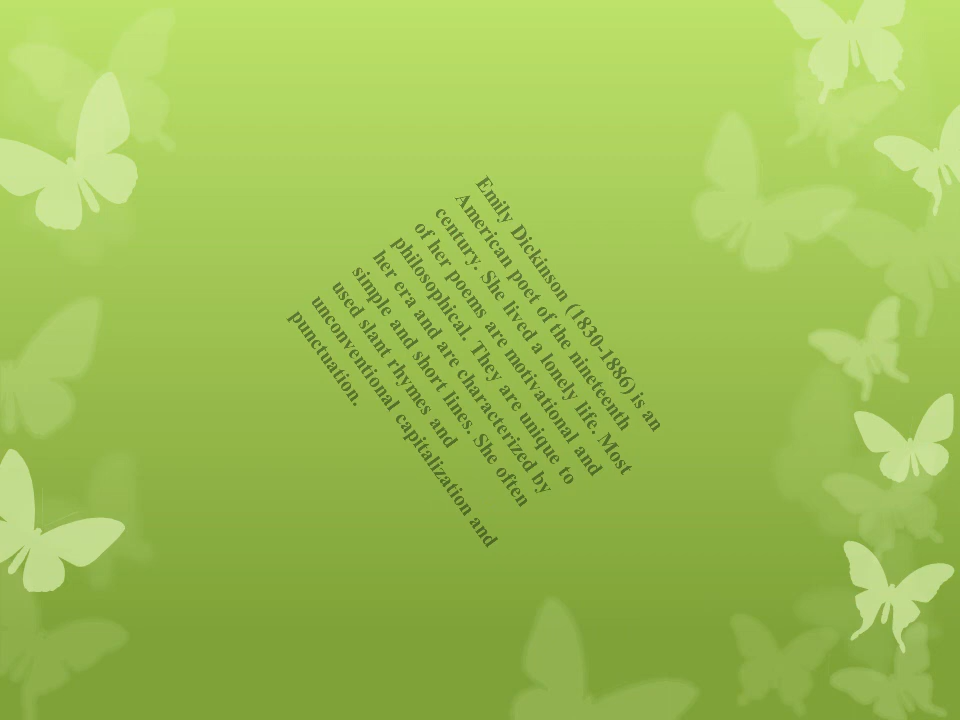 Emily Dickinson (1830-1886) is an
American poet of the nineteenth
century. She lived a lonely life. Most
of her poems are motivational and
philosophical. They are unique to
her era and are characterized by
simple and short lines. She often
used slant rhymes and
unconventional capitalization and
punctuation.